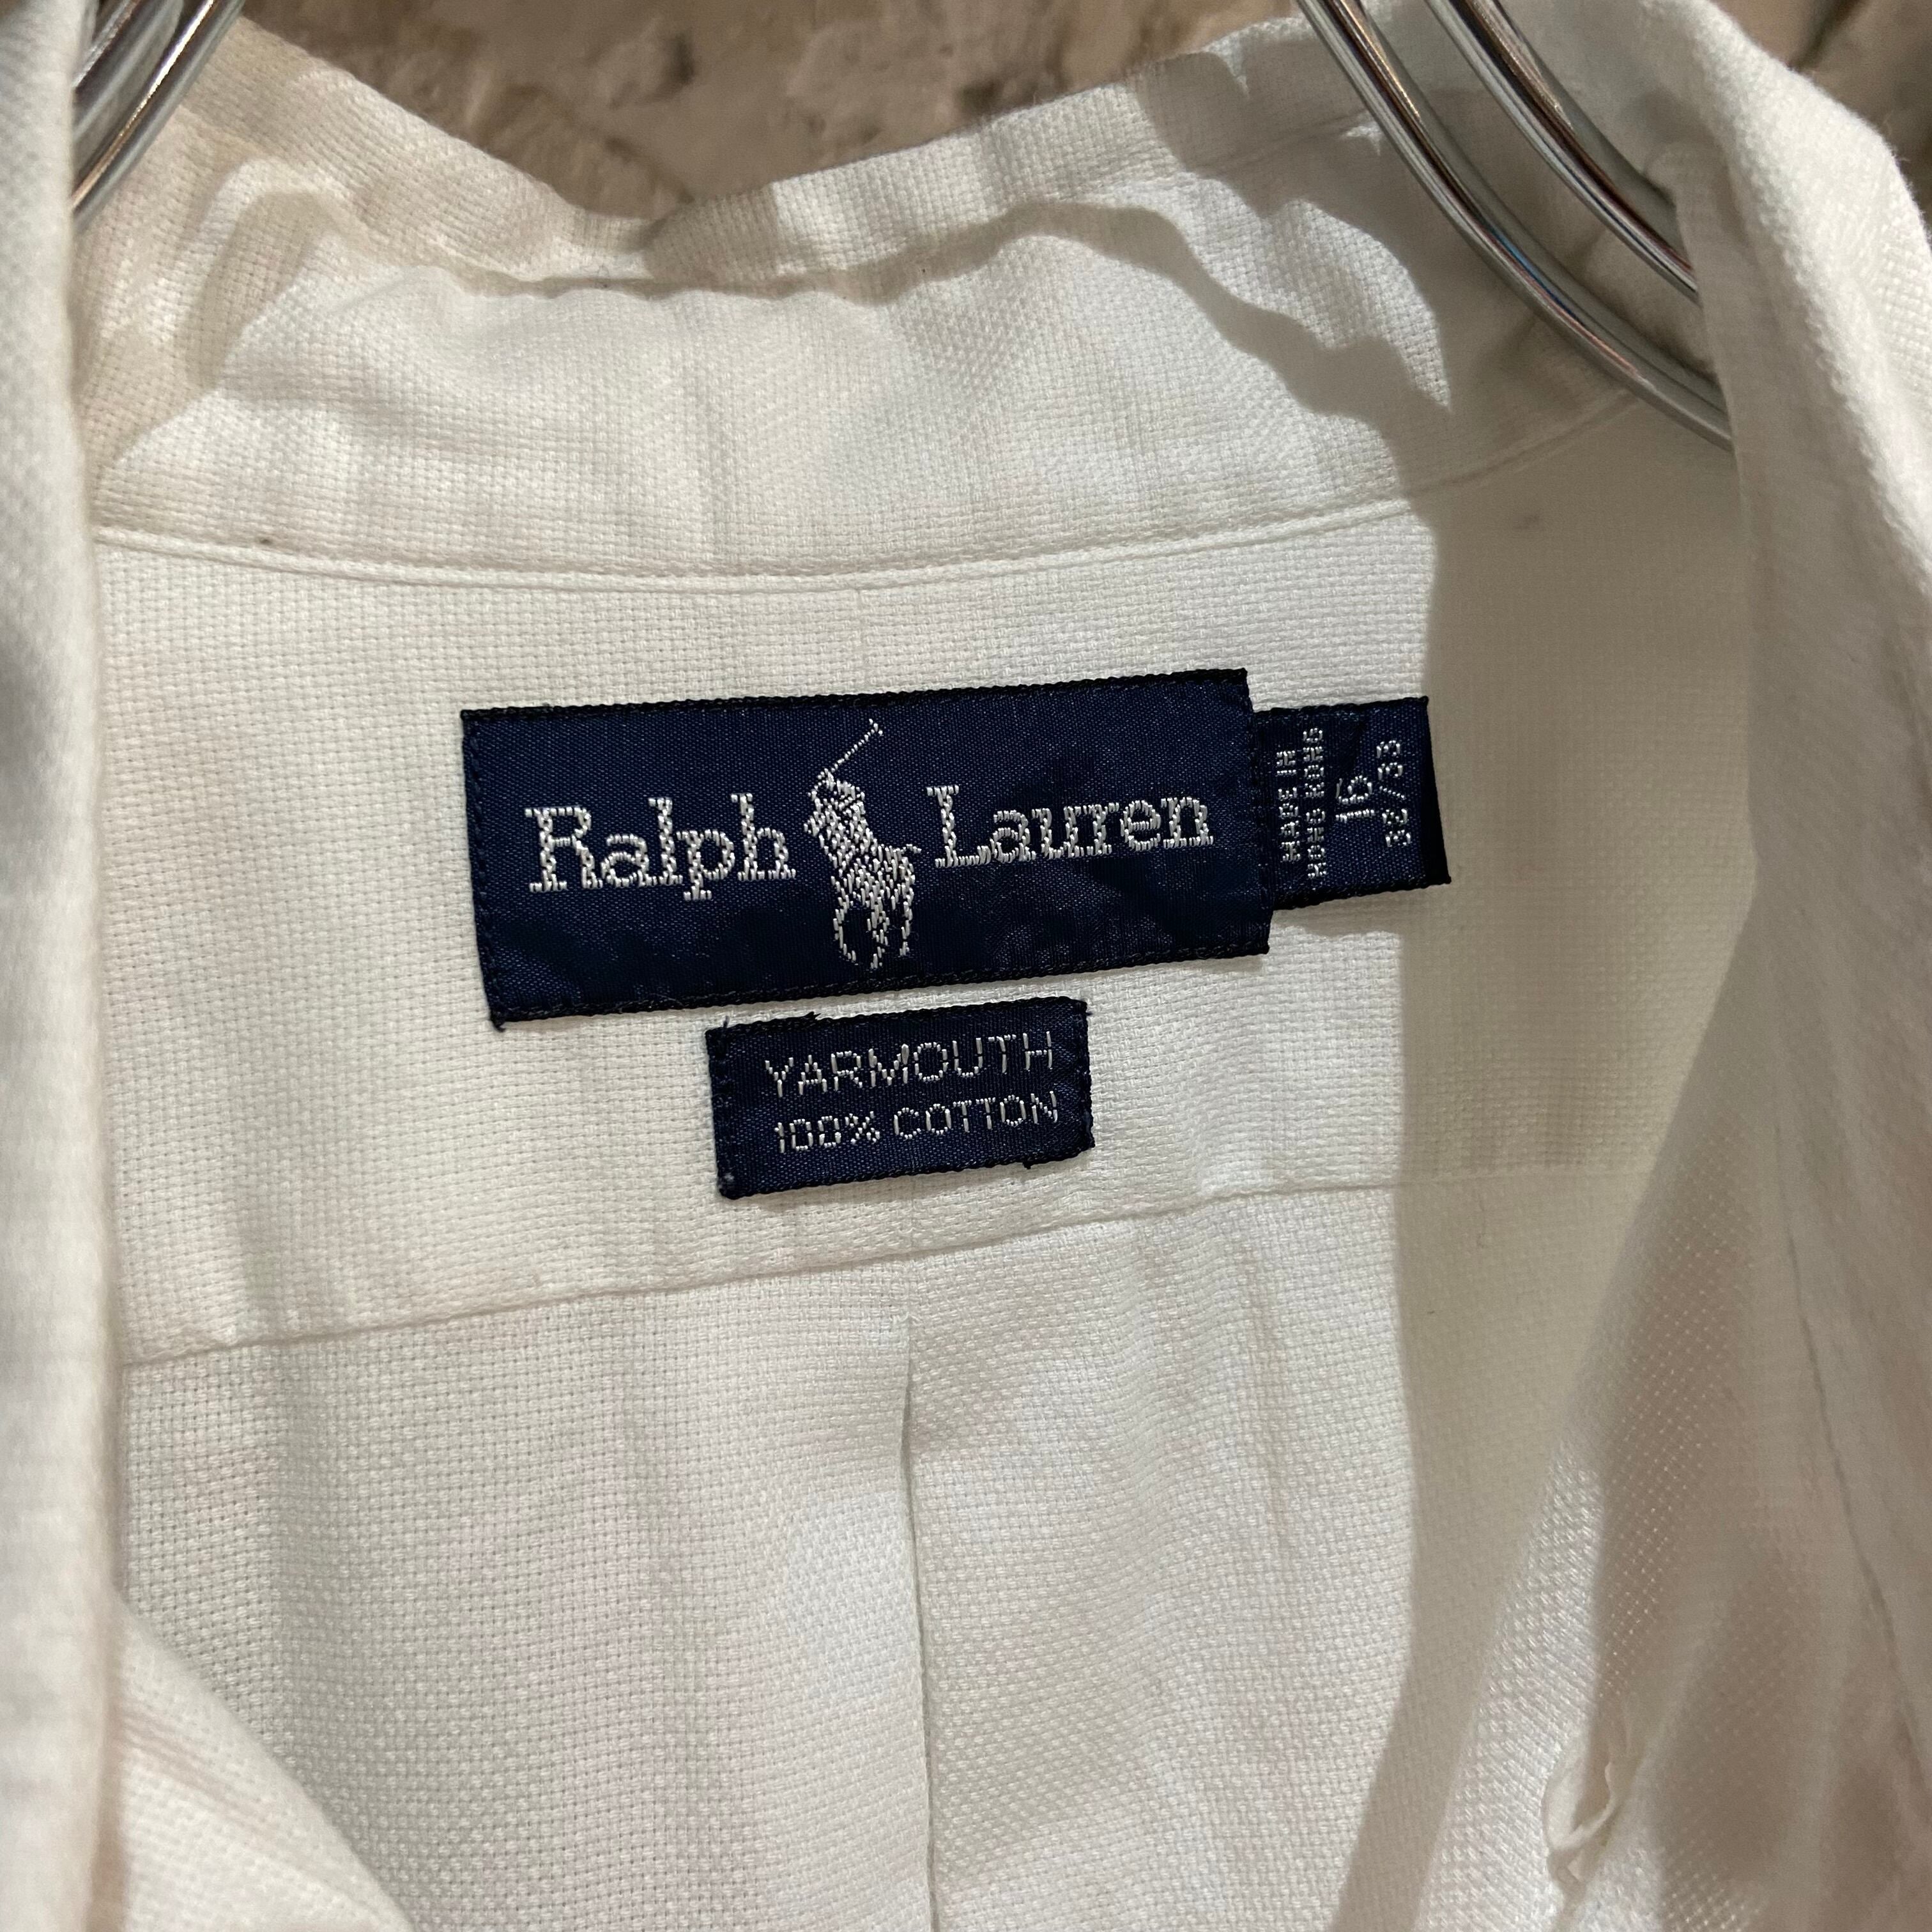 Ralph Lauren
MADE IN
HONG KONG
16
32/33
YARMOUTH
100% COTTON